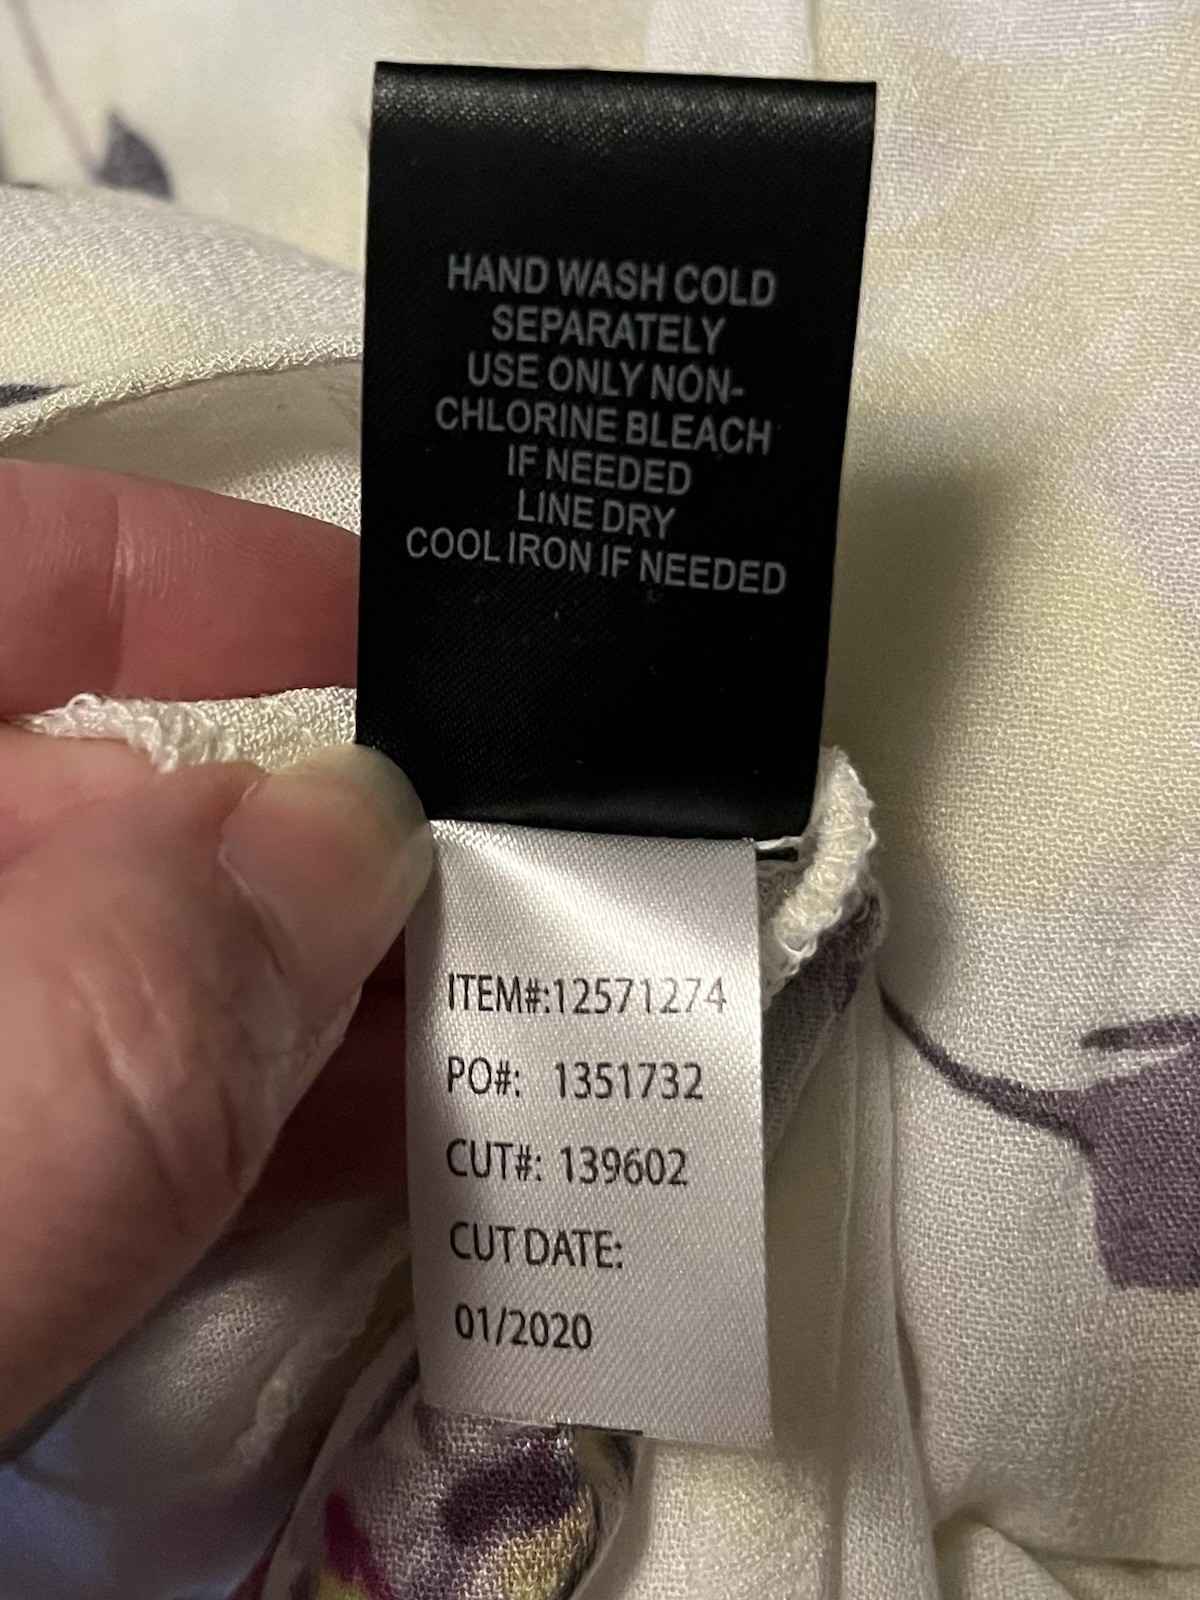 HAND WASH COLD
SEPARATELY
USE ONLY NON-
CHLORINE BLEACH
IF NEEDED
LINE DRY
COOL IRON IF NEEDED
ITEM#:12571274
PO#: 1351732
CUT#: 139602
CUT DATE:
01/2020